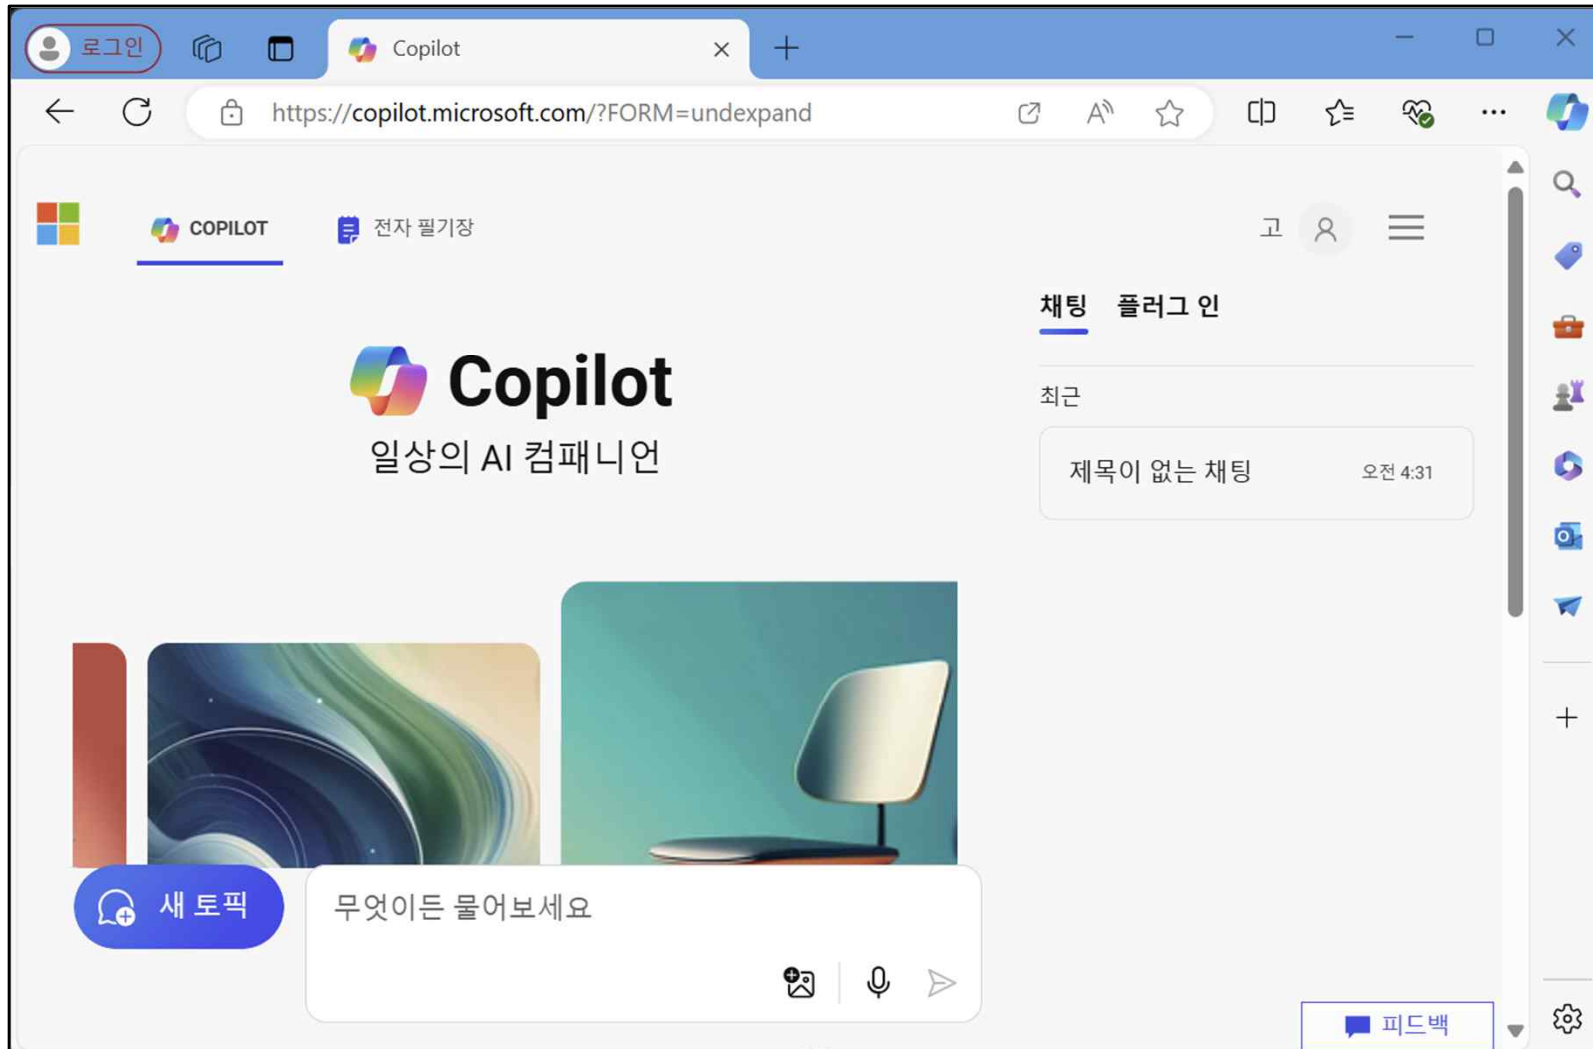 로그인
Copilot
https://copilot.microsoft.com/?FORM=undexpand
COPILOT
전자 필기장
고
채팅 플러그 인
Copilot
일상의 AI 컴패니언
최근
제목이 없는 채팅 오전 4:31
새 토픽
무엇이든 물어보세요
피드백